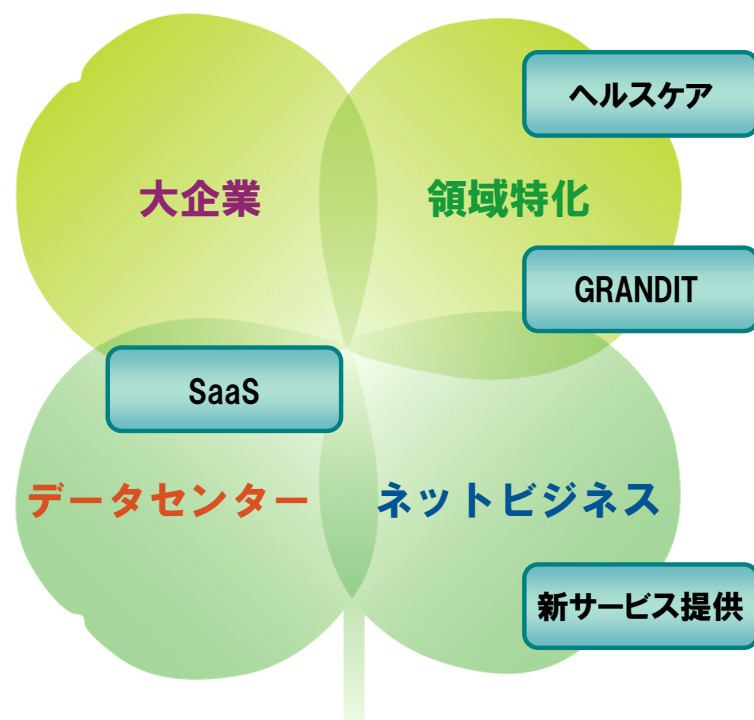 ヘルスケア
大企業
領域特化
GRANDIT
SaaS
データセンター
ネットビジネス
新サービス提供